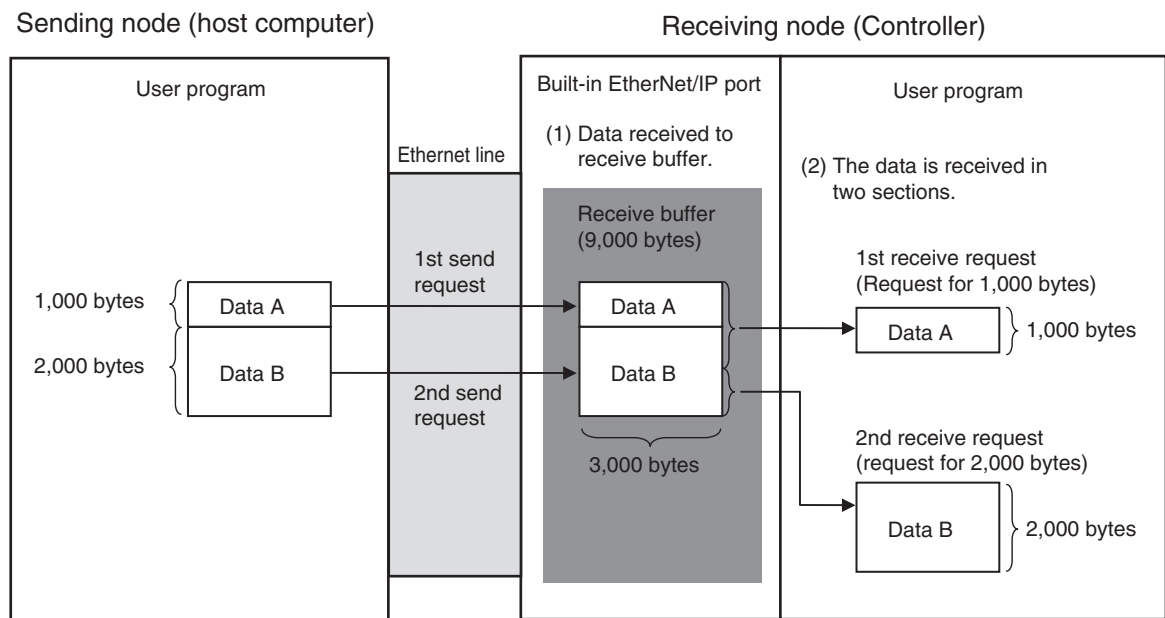 Sending node (host computer)
Receiving node (Controller)
User program
Ethernet line
1,000 bytes
2,000 bytes
Data A
Data B
1st send
request
2nd send
request
Built-in EtherNet/IP port
(1) Data received to
receive buffer.
Receive buffer
(9,000 bytes)
Data A
Data B
3,000 bytes
User program
(2) The data is received in
two sections.
1st receive request
(Request for 1,000 bytes)
Data A
1,000 bytes
2nd receive request
(request for 2,000 bytes)
Data B
2,000 bytes